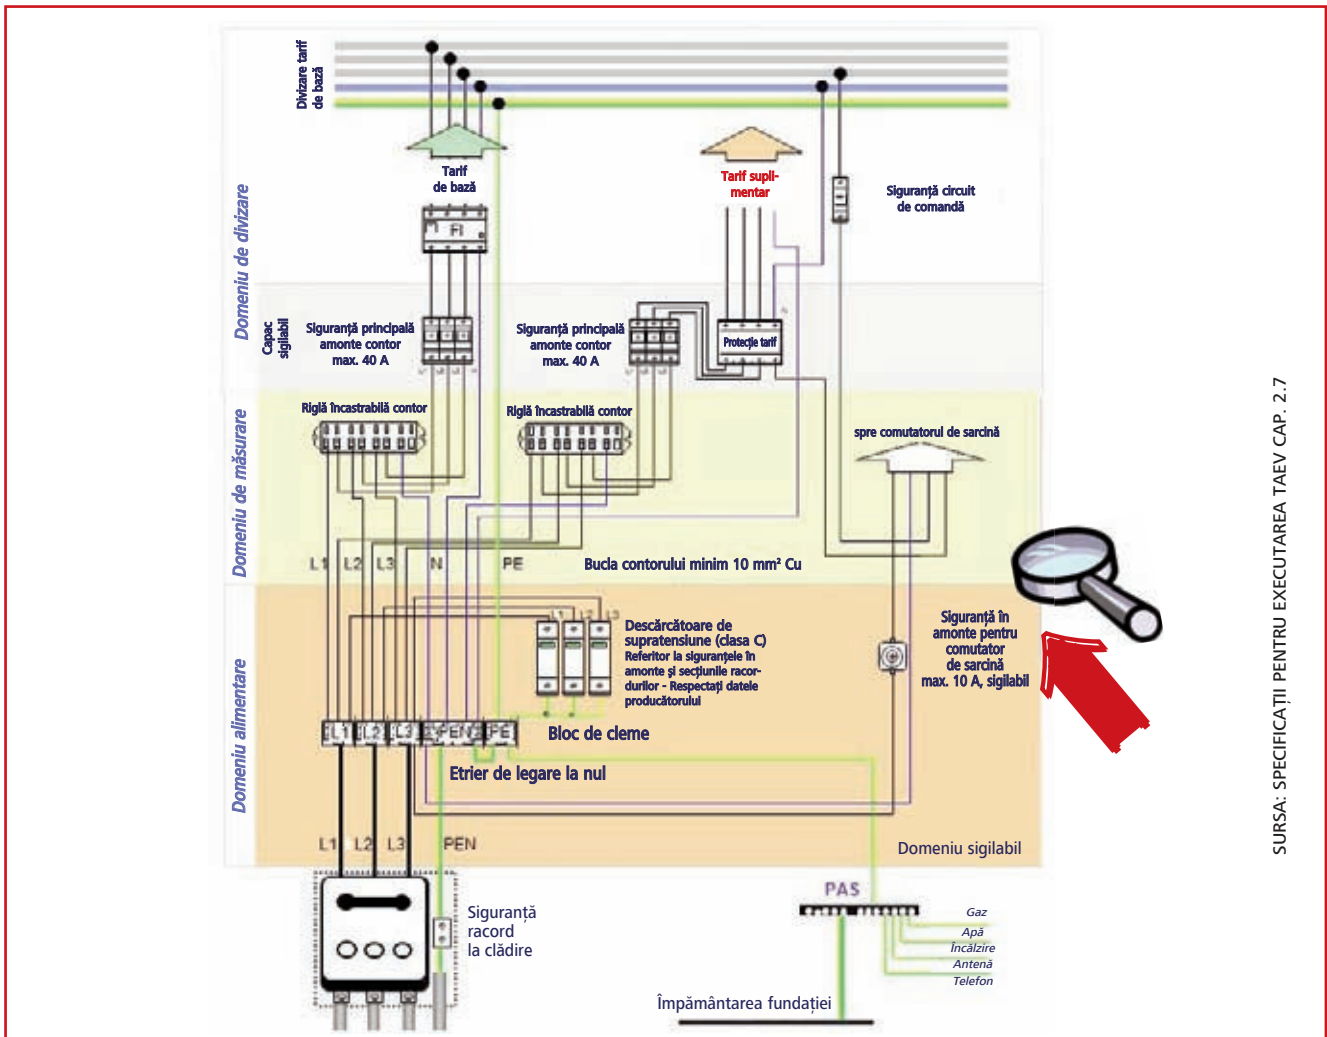 Divizare tarif
de bază
Tarif
de bază
Tarif supli-
mentar
Siguranță circuit
de comandă
Domeniu de divizare
FI
Capac
sigilabil
Siguranță principală
amonte contor
max. 40 A
Siguranță principală
amonte contor
max. 40 A
Protecție tarif
Riglă încastrabilă contor
Riglă încastrabilă contor
spre comutatorul de sarcină
Domeniu de măsurare
L1 L2 L3 N PE
Bucla contorului minim 10 mm² Cu
L1 L2 L3
Descărcătoare de
supratensiune (clasa C)
Referitor la siguranțele în
amonte și secțiunile racor-
durilor - Respectați datele
producătorului
Siguranță în
amonte pentru
comutator
de sarcină
max. 10 A, sigilabil
Domeniu alimentare
L1 L2 L3 PEN PE
Bloc de cleme
Etrier de legare la nul
L1 L2 L3 PEN
Domeniu sigilabil
Siguranță
racord
la clădire
PAS
Gaz
Apă
Încălzire
Antenă
Telefon
Împământarea fundației
SURSA: SPECIFICAȚII PENTRU EXECUTAREA TAEV CAP. 2.7